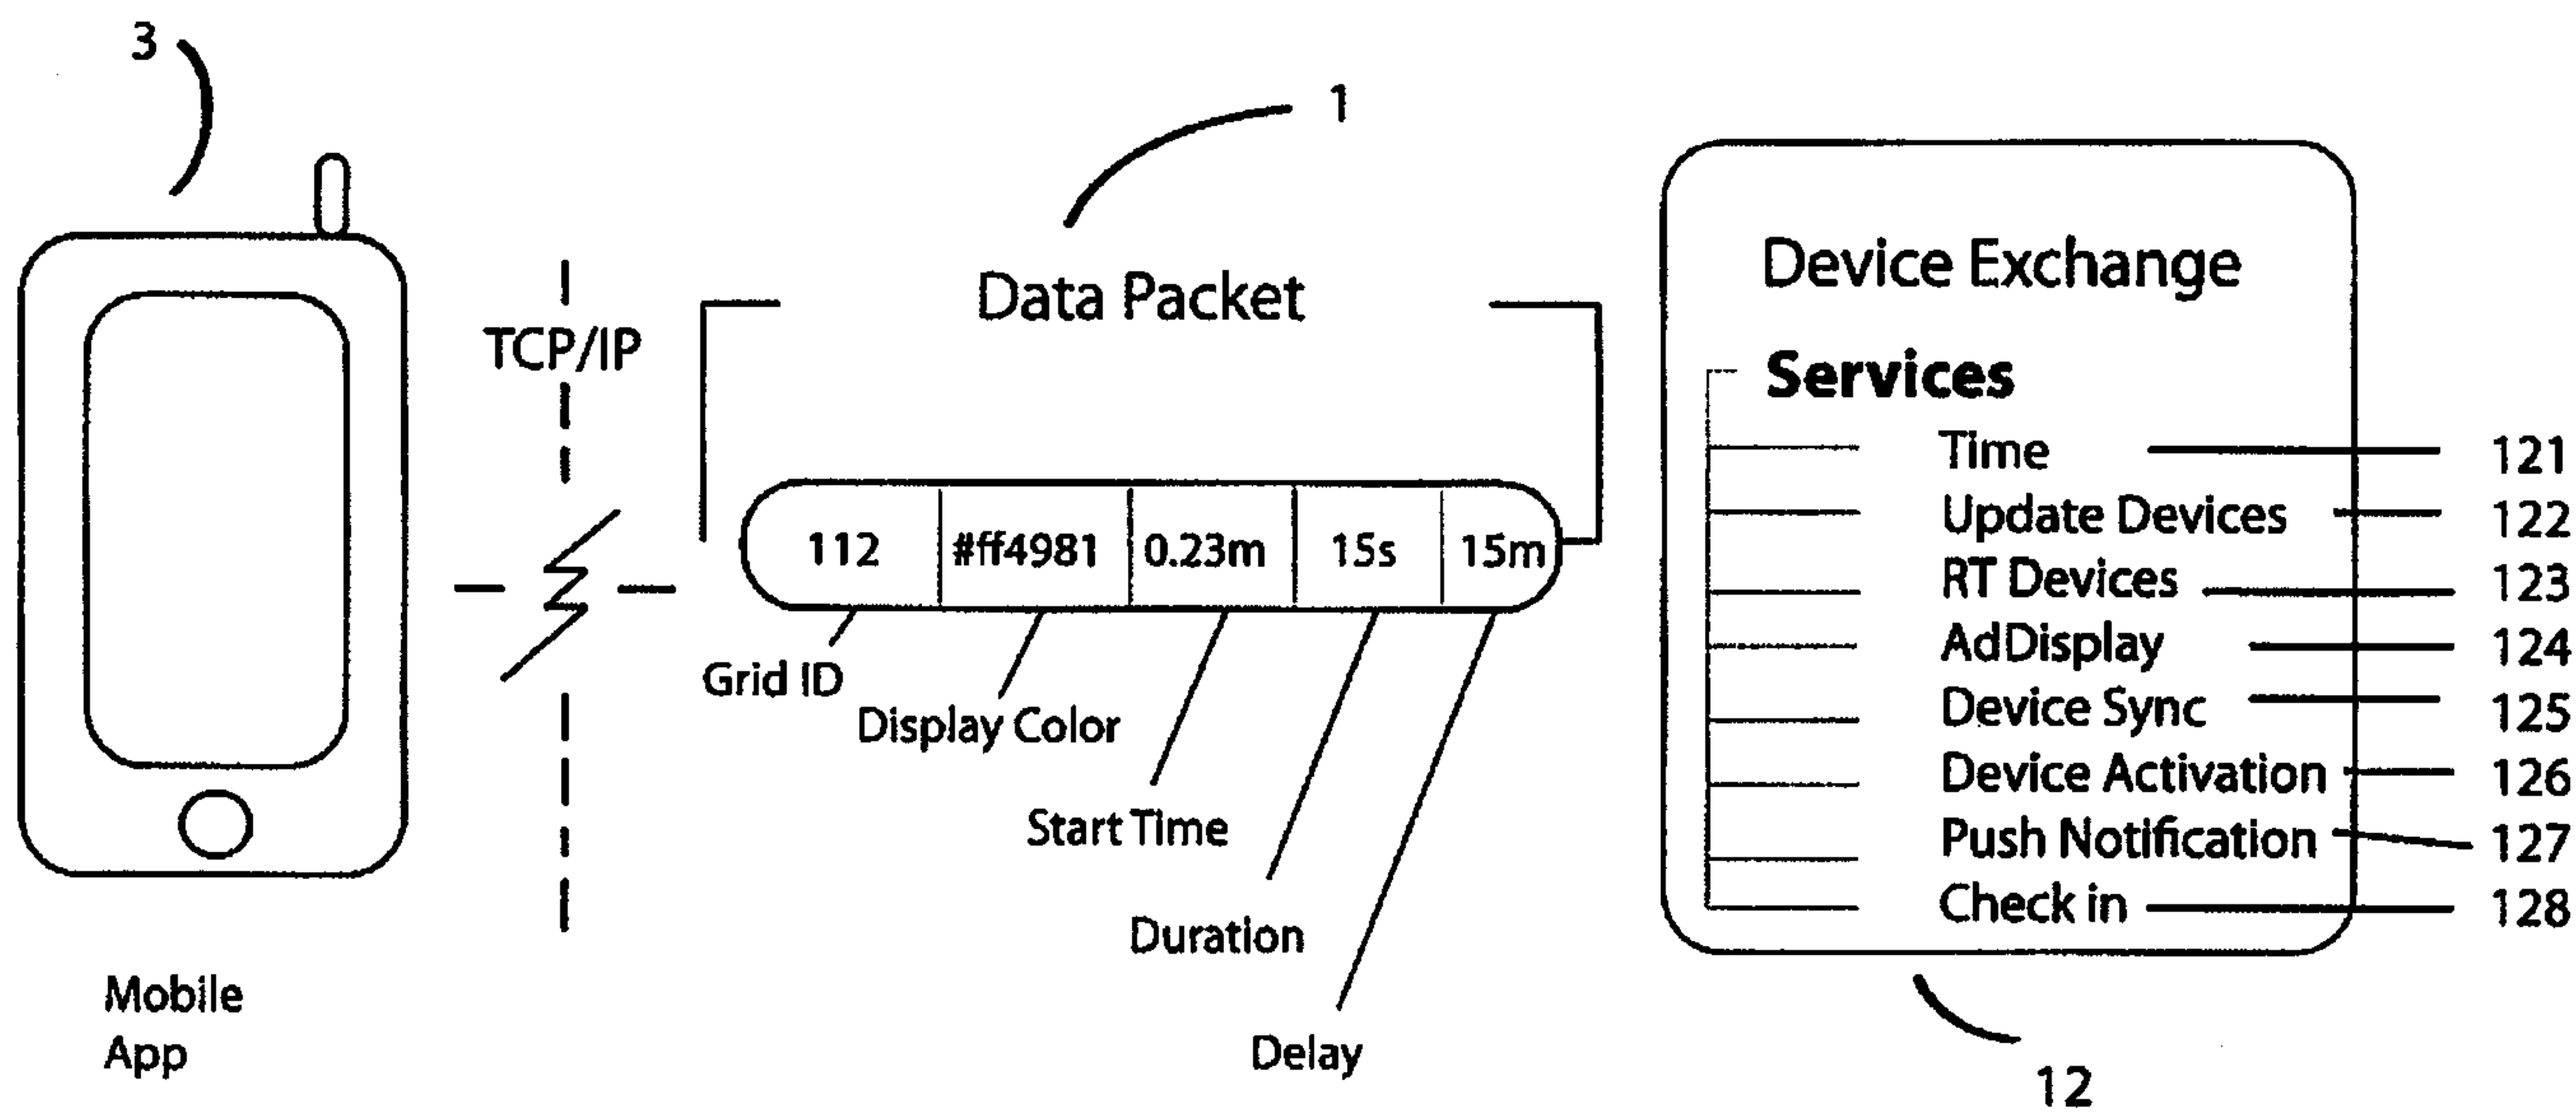 3
1
Data Packet
TCP/IP
112 #ff4981 0.23m 15s 15m
Grid ID
Display Color
Start Time
Duration
Delay
Mobile
App
Device Exchange
Services
Time 121
Update Devices 122
RT Devices 123
AdDisplay 124
Device Sync 125
Device Activation 126
Push Notification 127
Check in 128
12